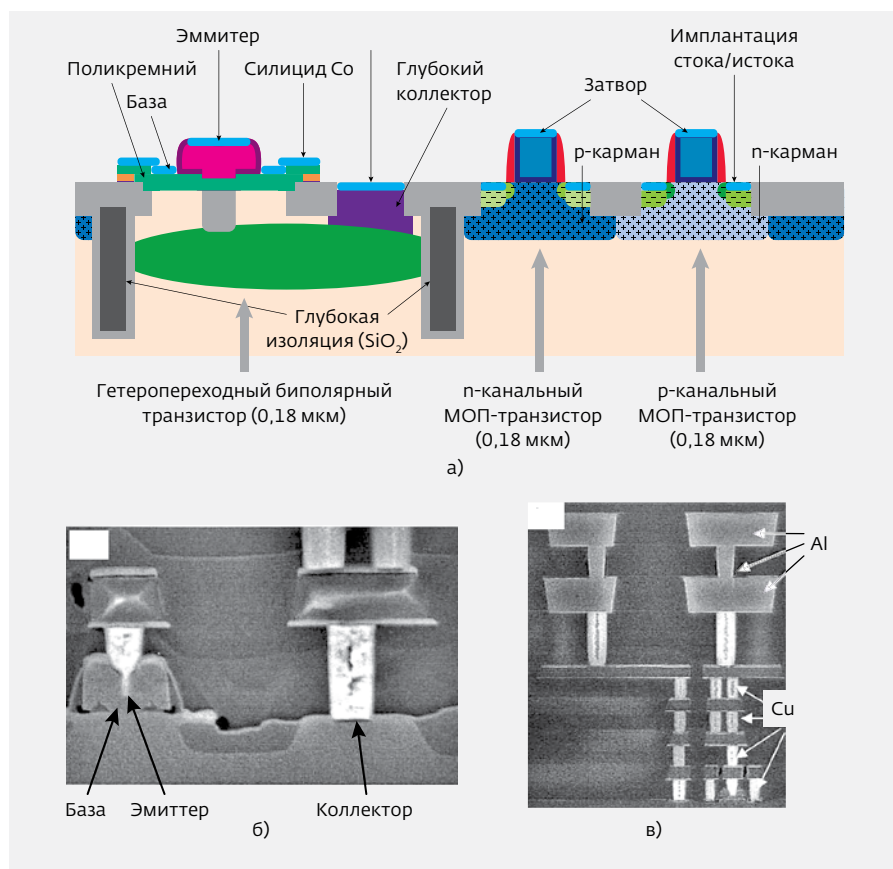 Эммитер
Имплантация
стока/истока
Поликремний
Силицид Co
Глубокий
коллектор
Затвор
База
p-карман
n-карман
Глубокая
изоляция (SiO₂)
Гетеропереходный биполярный
транзистор (0,18 мкм)
n-канальный
МОП-транзистор
(0,18 мкм)
p-канальный
МОП-транзистор
(0,18 мкм)
а)
Al
Cu
База
Эмиттер
Коллектор
б)
в)